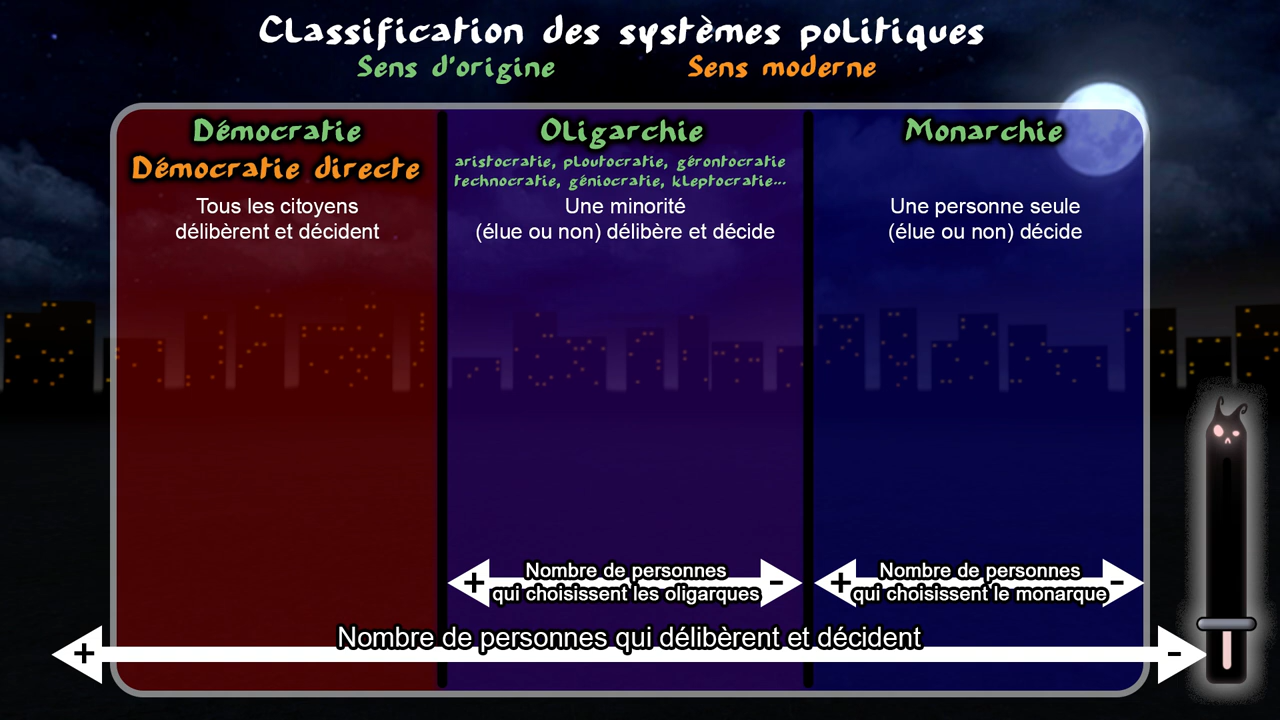 Classification des systèmes politiques
Sens d'origine Sens moderne
Démocratie
Démocratie directe
Tous les citoyens
délibèrent et décident
Oligarchie
aristocratie, ploutocratie, gérontocratie
technocratie, géniocratie, kleptocratie...
Une minorité
(élue ou non) délibère et décide
Monarchie
Une personne seule
(élue ou non) décide
+ Nombre de personnes -
qui choisissent les oligarques
+ Nombre de personnes -
qui choisissent le monarque
+ Nombre de personnes qui délibèrent et décident -